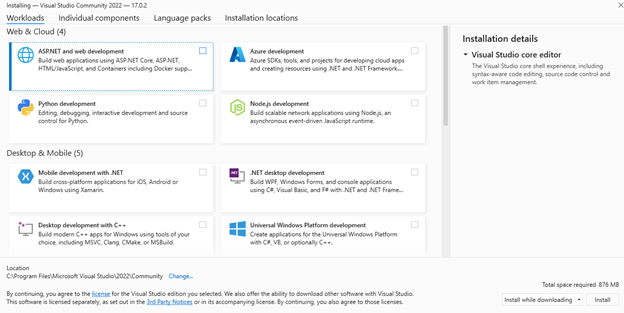 Installing — Visual Studio Community 2022 — 17.0.2
Workloads Individual components Language packs Installation locations
Web & Cloud (4)
ASP.NET and web development
Build web applications using ASP.NET Core, ASP.NET,
HTML/JavaScript, and Containers including Docker supp...
Azure development
Azure SDKs, tools, and projects for developing cloud apps
and creating resources using .NET and .NET Framework....
Python development
Editing, debugging, interactive development and source
control for Python.
Node.js development
Build scalable network applications using Node.js, an
asynchronous event-driven JavaScript runtime.
Desktop & Mobile (5)
Mobile development with .NET
Build cross-platform applications for iOS, Android or
Windows using Xamarin.
.NET desktop development
Build WPF, Windows Forms, and console applications
using C#, Visual Basic, and F# with .NET and .NET Frame...
Desktop development with C++
Build modern C++ apps for Windows using tools of your
choice, including MSVC, Clang, CMake, or MSBuild.
Universal Windows Platform development
Create applications for the Universal Windows Platform
with C#, VB, or optionally C++.
Installation details
Visual Studio core editor
The Visual Studio core shell experience, including
syntax-aware code editing, source code control and
work item management.
Location
C:\Program Files\Microsoft Visual Studio\2022\Community Change...
Total space required 876 MB
By continuing, you agree to the license for the Visual Studio edition you selected. We also offer the ability to download other software with Visual Studio.
This software is licensed separately, as set out in the 3rd Party Notices or in its accompanying license. By continuing, you also agree to those licenses.
Install while downloading Install